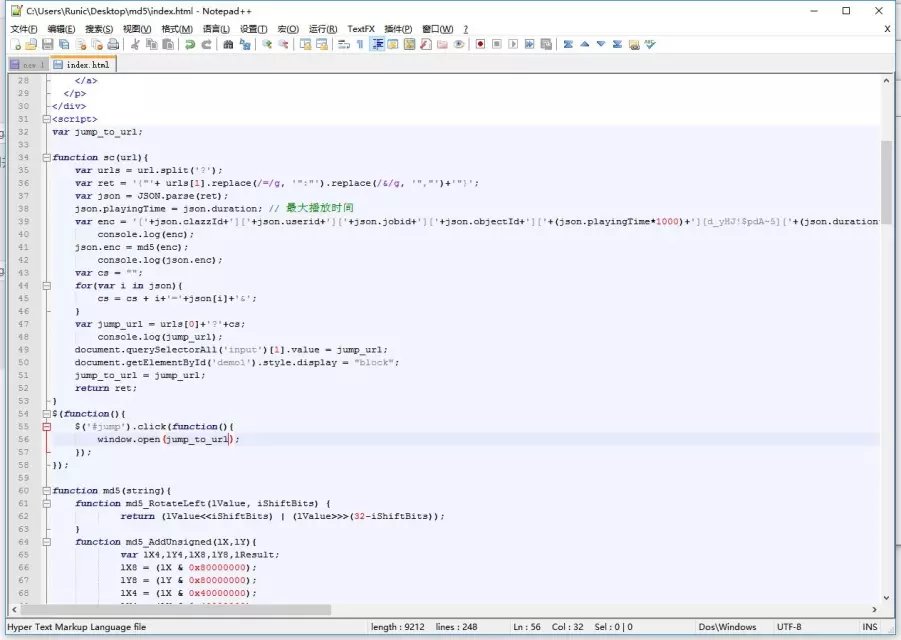 C:\Users\Runic\Desktop\md5\index.html - Notepad++
文件(F) 编辑(E) 搜索(S) 视图(V) 格式(M) 语言(L) 设置(T) 宏(O) 运行(R) TextFX 插件(P) 窗口(W) ? X
new 1 index.html
28 </a>
29 </p>
30 </div>
31 <script>
32 var jump_to_url;
33
34 function sc(url){
35 var urls = url.split('?');
36 var ret = '{"'+ urls[1].replace(/=/g, '":"').replace(/&/g, '","')+'"}';
37 var json = JSON.parse(ret);
38 json.playingTime = json.duration; // 最大播放时间
39 var enc = '['+json.clazzId+']['+json.userid+']['+json.jobid+']['+json.objectId+']['+(json.playingTime*1000)+'][d_yHJ!$pdA~5]['+(json.duration
40 console.log(enc);
41 json.enc = md5(enc);
42 console.log(json.enc);
43 var cs = "";
44 for(var i in json){
45 cs = cs + i+'='+json[i]+'&';
46 }
47 var jump_url = urls[0]+'?'+cs;
48 console.log(jump_url);
49 document.querySelectorAll('input')[1].value = jump_url;
50 document.getElementById('demo1').style.display = "block";
51 jump_to_url = jump_url;
52 return ret;
53 }
54 $(function(){
55 $('#jump').click(function(){
56 window.open(jump_to_url);
57 });
58 });
59
60 function md5(string){
61 function md5_RotateLeft(lValue, iShiftBits) {
62 return (lValue<<iShiftBits) | (lValue>>>(32-iShiftBits));
63 }
64 function md5_AddUnsigned(lX,lY){
65 var lX4,lY4,lX8,lY8,lResult;
66 lX8 = (lX & 0x80000000);
67 lY8 = (lY & 0x80000000);
68 lX4 = (lX & 0x40000000);
Hyper Text Markup Language file length : 9212 lines : 248 Ln : 56 Col : 32 Sel : 0 | 0 Dos\Windows UTF-8 INS